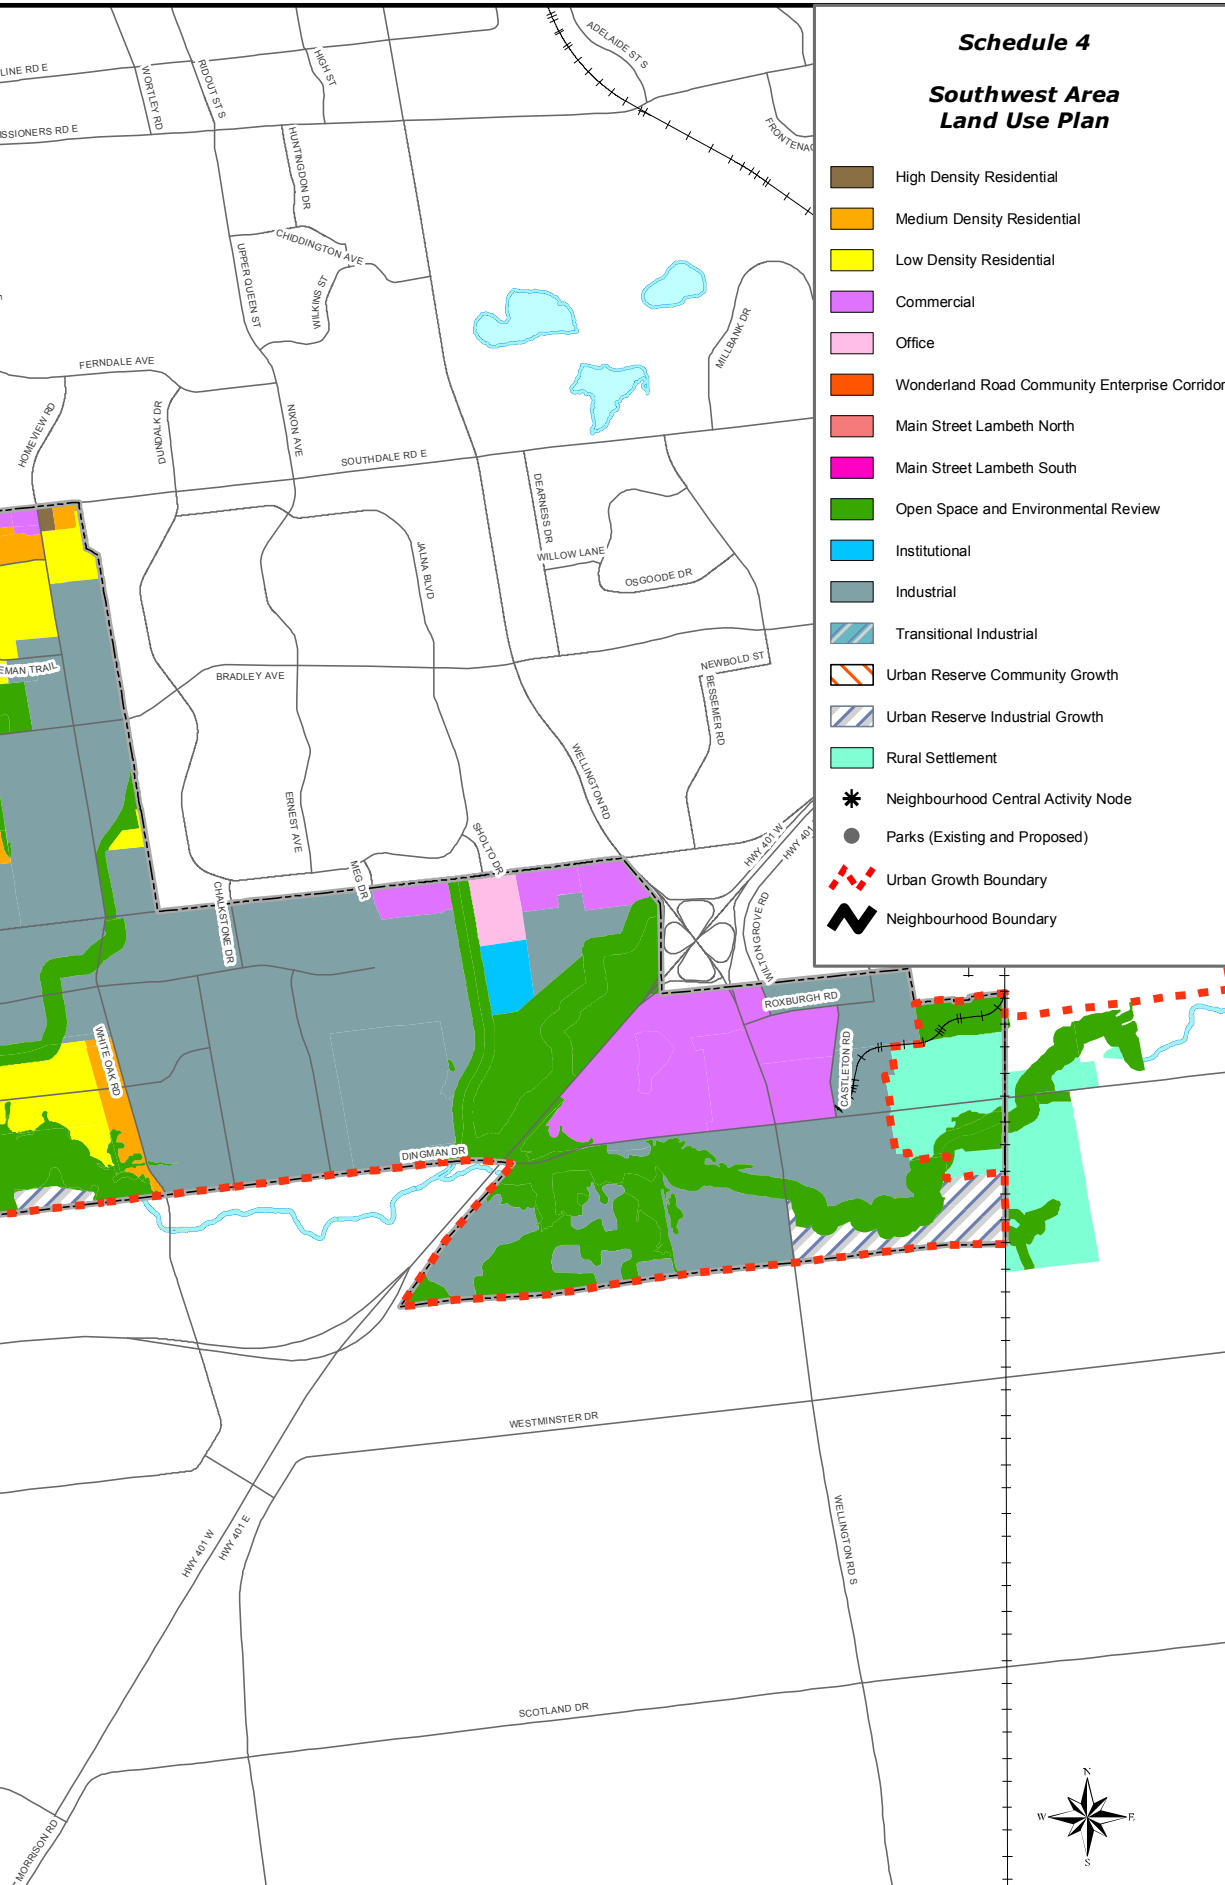 Schedule 4
Southwest Area
Land Use Plan
High Density Residential
Medium Density Residential
Low Density Residential
Commercial
Office
Wonderland Road Community Enterprise Corridor
Main Street Lambeth North
Main Street Lambeth South
Open Space and Environmental Review
Institutional
Industrial
Transitional Industrial
Urban Reserve Community Growth
Urban Reserve Industrial Growth
Rural Settlement
Neighbourhood Central Activity Node
Parks (Existing and Proposed)
Urban Growth Boundary
Neighbourhood Boundary
LINE RD E
WORTLEY RD
RIDOUT ST S
HIGH ST
ADELAIDE ST S
SSIONERS RD E
HUNTINGDON DR
FRONTENAC
CHIDDINGTON AVE
UPPER QUEEN ST
WILKINS ST
MILLBANK DR
FERNDALE AVE
HOMEVIEW RD
DUNDALK DR
NIXON AVE
SOUTHDALE RD E
DEARNESS DR
JALNA BLVD
WILLOW LANE
OSGOODE DR
EMAN TRAIL
BRADLEY AVE
NEWBOLD ST
BESSEMER RD
WELLINGTON RD
ERNEST AVE
MEG DR
SHOLTO DR
HWY 401 W
HWY 401
CHALKSTONE DR
WILTONGROVE RD
ROXBURGH RD
WHITE OAK RD
CASTLETON RD
DINGMAN DR
WESTMINSTER DR
HWY 401 W
HWY 401 E
WELLINGTON RD S
SCOTLAND DR
MORRISON RD
N
W
E
S